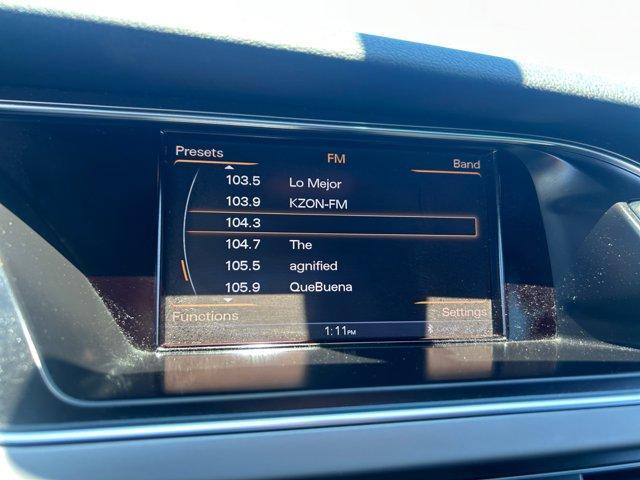 Presets FM Band
103.5 Lo Mejor
103.9 KZON-FM
104.3
104.7 The
105.5 agnified
105.9 QueBuena
Functions Settings
1:11PM